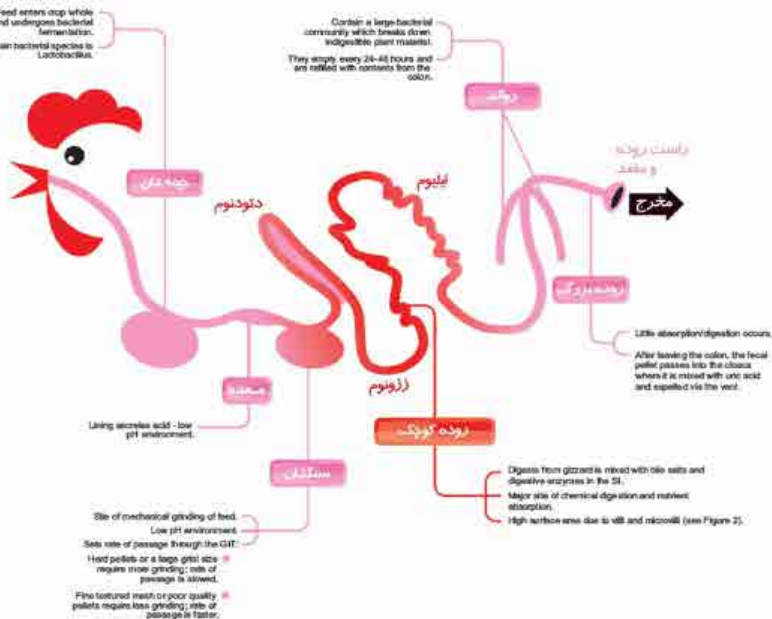 Feed enters crop whole
and undergoes bacterial
fermentation.
Main bacterial species is
Lactobacillus.
Contain a large bacterial
community which breaks down
indigestible plant material.
They empty every 24-48 hours and
are refilled with contents from the
colon.
راست روده
و مقعد
مخرج
چینه دان
دئودنوم
ایلیوم
روده بزرگ
Little absorption/digestion occurs.
After leaving the colon, the fecal
pellet passes into the cloaca
where it is mixed with uric acid
and expelled via the vent.
معده
Lining secretes acid - low
pH environment.
ژژونوم
روده کوچک
سنگدان
Digesta from gizzard is mixed with bile salts and
digestive enzymes in the SI.
Major site of chemical digestion and nutrient
absorption.
High surface area due to villi and microvilli (see Figure 2).
Site of mechanical grinding of feed.
Low pH environment.
Sets rate of passage through the GIT:
Hard pellets or a large grist size
require more grinding; rate of
passage is slowed.
Fine textured mash or poor quality
pellets require less grinding; rate of
passage is faster.